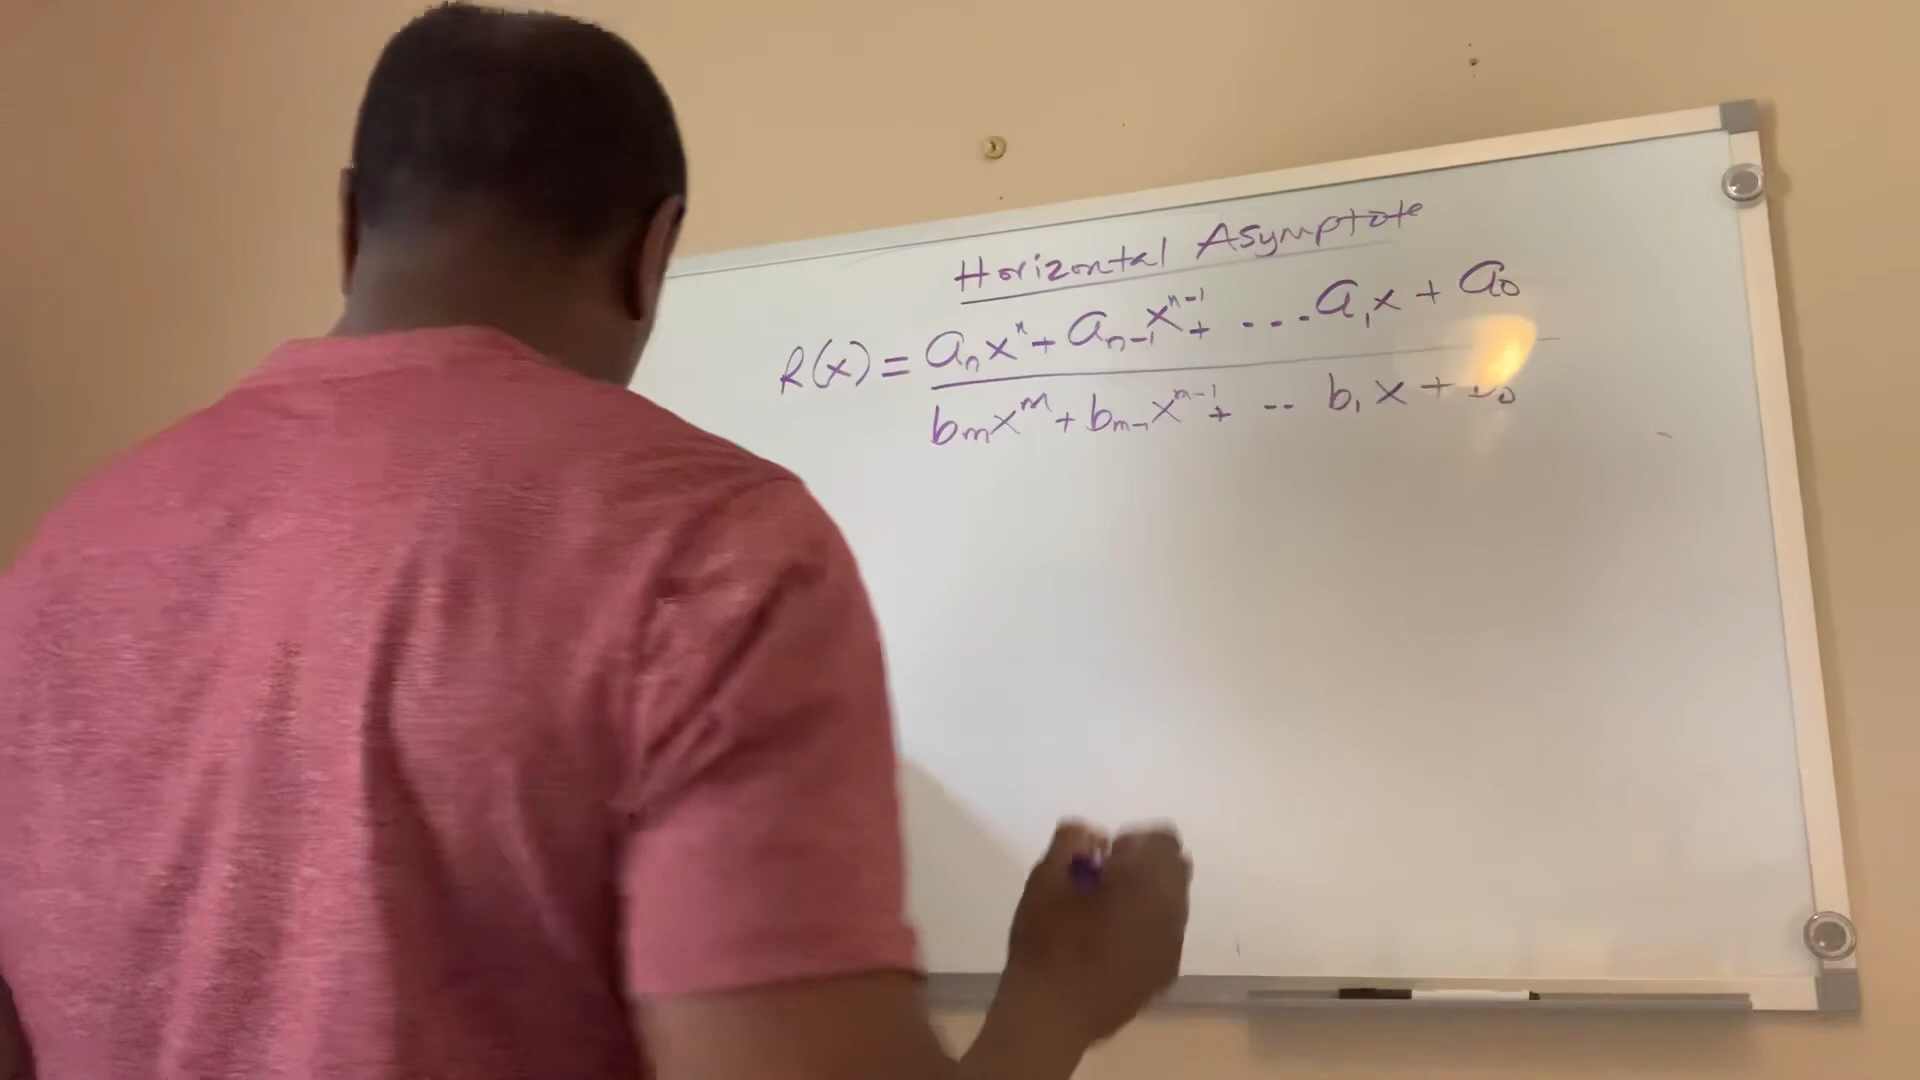 Horizontal Asymptote
R(x) = aₙxⁿ + aₙ₋₁xⁿ⁻¹ + ... a₁x + a₀
bₘxᵐ + bₘ₋₁xᵐ⁻¹ + -- b₁x +